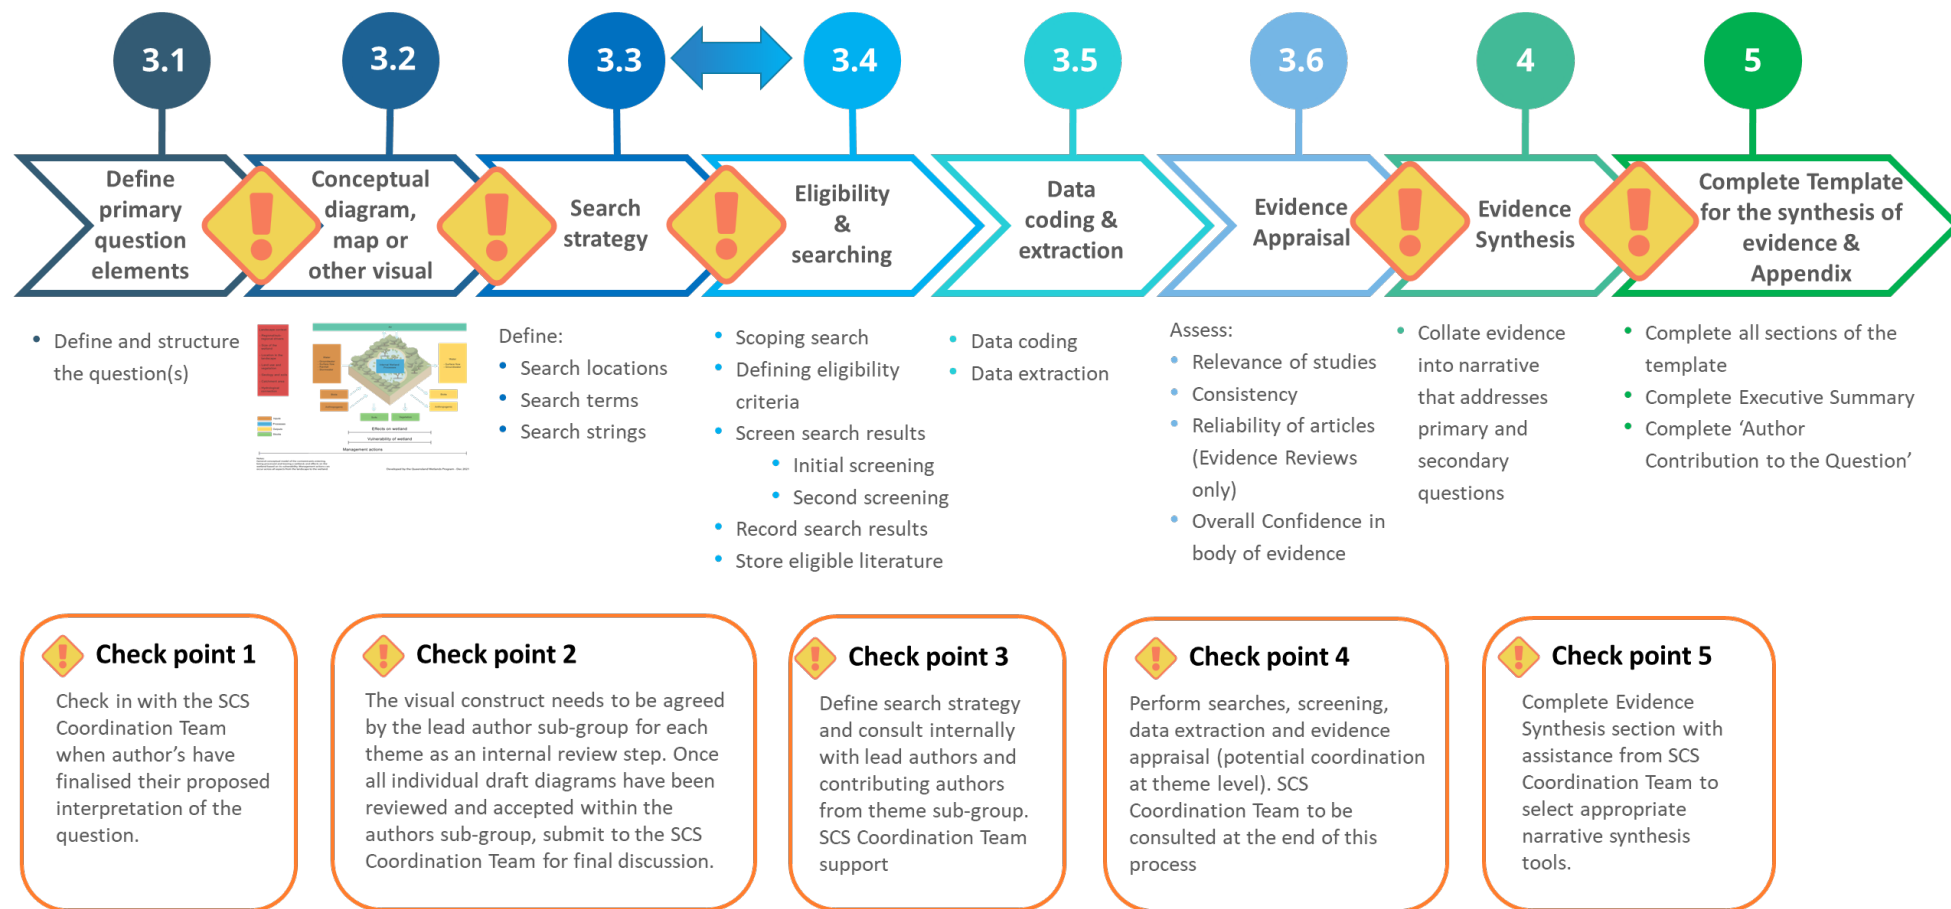 3.1
3.2
3.3
3.4
3.5
3.6
4
5
Define
primary
question
elements
Conceptual
diagram,
map or
other visual
Search
strategy
Eligibility
&
searching
Data
coding &
extraction
Evidence
Appraisal
Evidence
Synthesis
Complete Template
for the synthesis of
evidence &
Appendix
• Define and structure
the question(s)
Effects on wetland
Vulnerability of wetland
Management actions
Define:
• Search locations
• Search terms
• Search strings
• Scoping search
• Defining eligibility
criteria
• Screen search results
• Initial screening
• Second screening
• Record search results
• Store eligible literature
• Data coding
• Data extraction
Assess:
• Relevance of studies
• Consistency
• Reliability of articles
(Evidence Reviews
only)
• Overall Confidence in
body of evidence
• Collate evidence
into narrative
that addresses
primary and
secondary
questions
• Complete all sections of the
template
• Complete Executive Summary
• Complete ‘Author
Contribution to the Question’
Check point 1
Check in with the SCS
Coordination Team
when author’s have
finalised their proposed
interpretation of the
question.
Check point 2
The visual construct needs to be agreed
by the lead author sub-group for each
theme as an internal review step. Once
all individual draft diagrams have been
reviewed and accepted within the
authors sub-group, submit to the SCS
Coordination Team for final discussion.
Check point 3
Define search strategy
and consult internally
with lead authors and
contributing authors
from theme sub-group.
SCS Coordination Team
support
Check point 4
Perform searches, screening,
data extraction and evidence
appraisal (potential coordination
at theme level). SCS
Coordination Team to be
consulted at the end of this
process
Check point 5
Complete Evidence
Synthesis section with
assistance from SCS
Coordination Team to
select appropriate
narrative synthesis
tools.